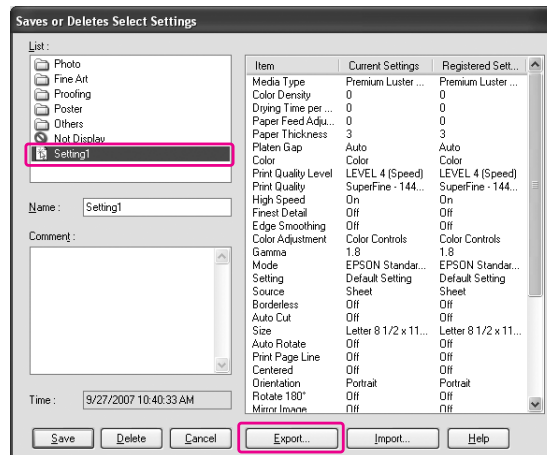 Saves or Deletes Select Settings
List :
Photo
Fine Art
Proofing
Poster
Others
Not Display
Setting1
Name : Setting1
Comment :
Time : 9/27/2007 10:40:33 AM
Item Current Settings Registered Sett...
Media Type Premium Luster ... Premium Luster ...
Color Density 0 0
Drying Time per ... 0 0
Paper Feed Adju... 0 0
Paper Thickness 3 3
Platen Gap Auto Auto
Color Color Color
Print Quality Level LEVEL 4 (Speed) LEVEL 4 (Speed)
Print Quality SuperFine - 144... SuperFine - 144...
High Speed On On
Finest Detail Off Off
Edge Smoothing Off Off
Color Adjustment Color Controls Color Controls
Gamma 1.8 1.8
Mode EPSON Standar... EPSON Standar...
Setting Default Setting Default Setting
Source Sheet Sheet
Borderless Off Off
Auto Cut Off Off
Size Letter 8 1/2 x 11... Letter 8 1/2 x 11...
Auto Rotate Off Off
Print Page Line Off Off
Centered Off Off
Orientation Portrait Portrait
Rotate 180° Off Off
Mirror Image Off Off
Save Delete Cancel Export... Import... Help